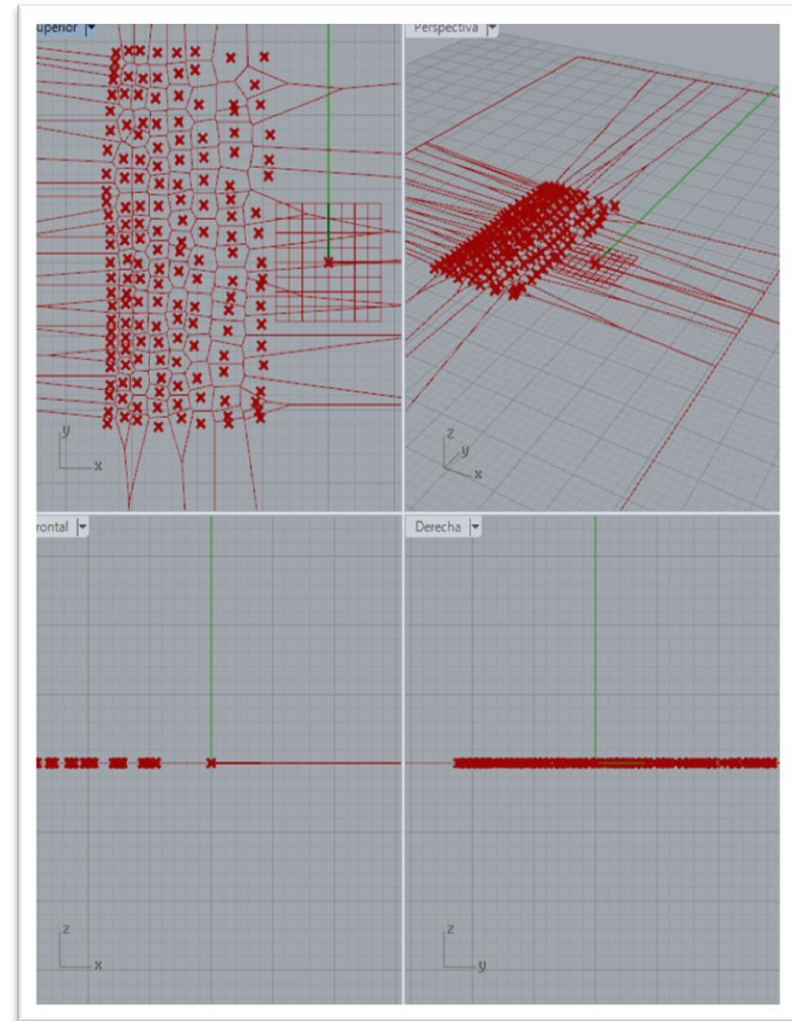 uperior
Perspectiva
y
x
z
y
x
rontal
Derecha
z
x
z
y